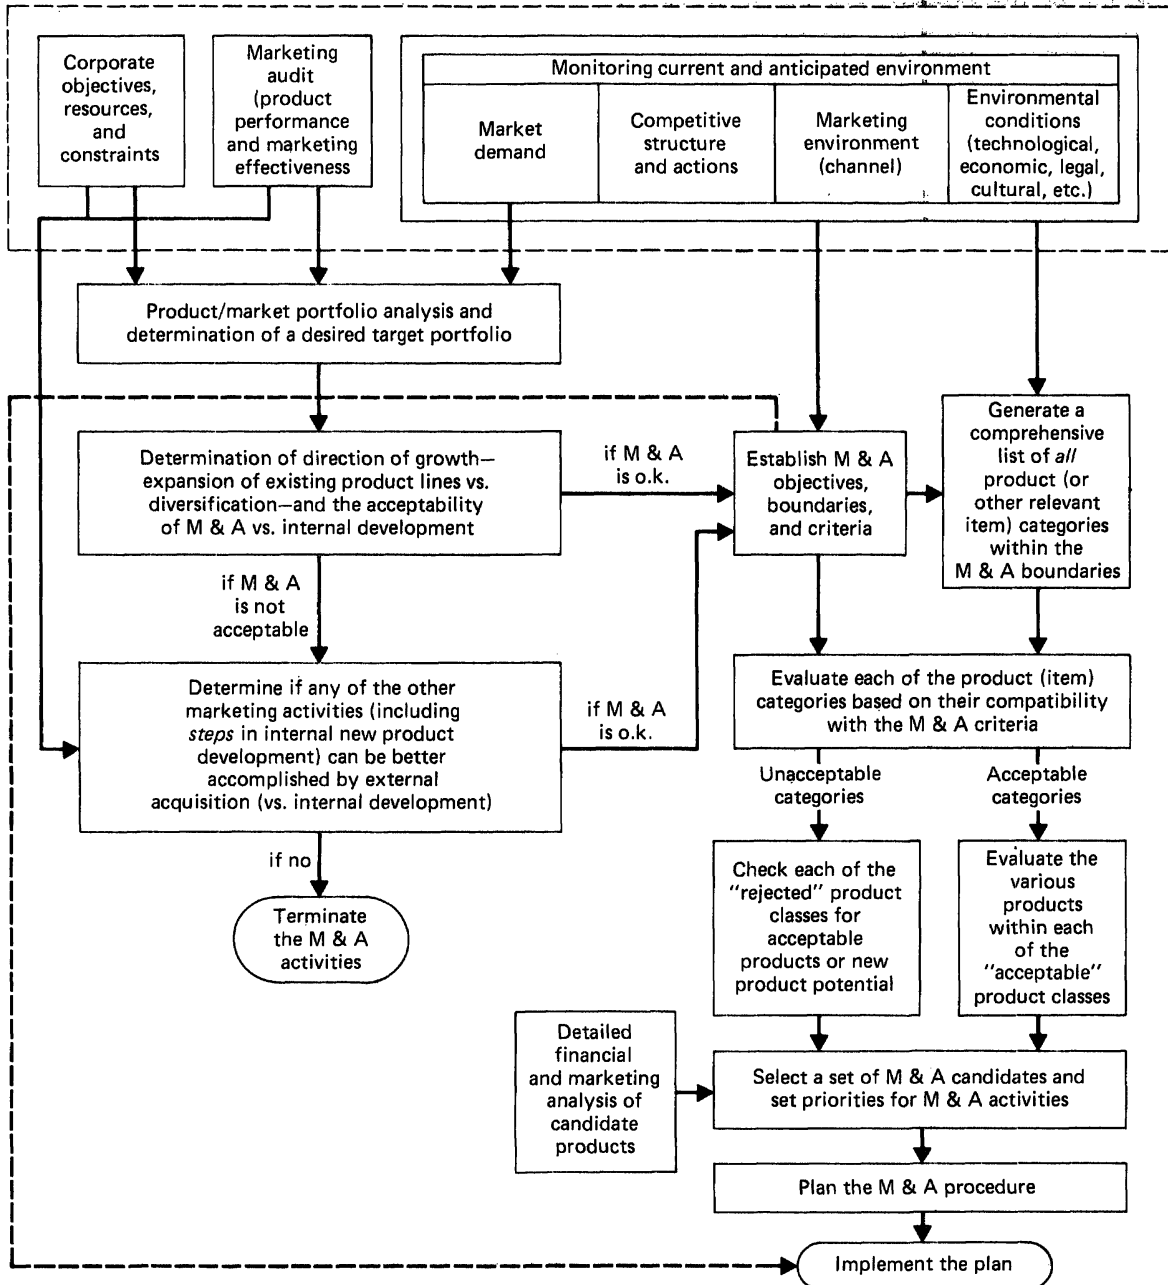 Corporate
objectives,
resources,
and
constraints
Marketing
audit
(product
performance
and marketing
effectiveness
Monitoring current and anticipated environment
Market
demand
Competitive
structure
and actions
Marketing
environment
(channel)
Environmental
conditions
(technological,
economic, legal,
cultural, etc.)
Product/market portfolio analysis and
determination of a desired target portfolio
Determination of direction of growth—
expansion of existing product lines vs.
diversification—and the acceptability
of M & A vs. internal development
if M & A
is o.k.
Establish M & A
objectives,
boundaries,
and criteria
Generate a
comprehensive
list of all
product (or
other relevant
item) categories
within the
M & A boundaries
if M & A
is not
acceptable
Determine if any of the other
marketing activities (including
steps in internal new product
development) can be better
accomplished by external
acquisition (vs. internal development)
if M & A
is o.k.
Evaluate each of the product (item)
categories based on their compatibility
with the M & A criteria
Unacceptable
categories
Acceptable
categories
if no
Terminate
the M & A
activities
Check each of the
"rejected" product
classes for
acceptable
products or new
product potential
Evaluate the
various
products
within each
of the
"acceptable"
product classes
Detailed
financial
and marketing
analysis of
candidate
products
Select a set of M & A candidates and
set priorities for M & A activities
Plan the M & A procedure
Implement the plan